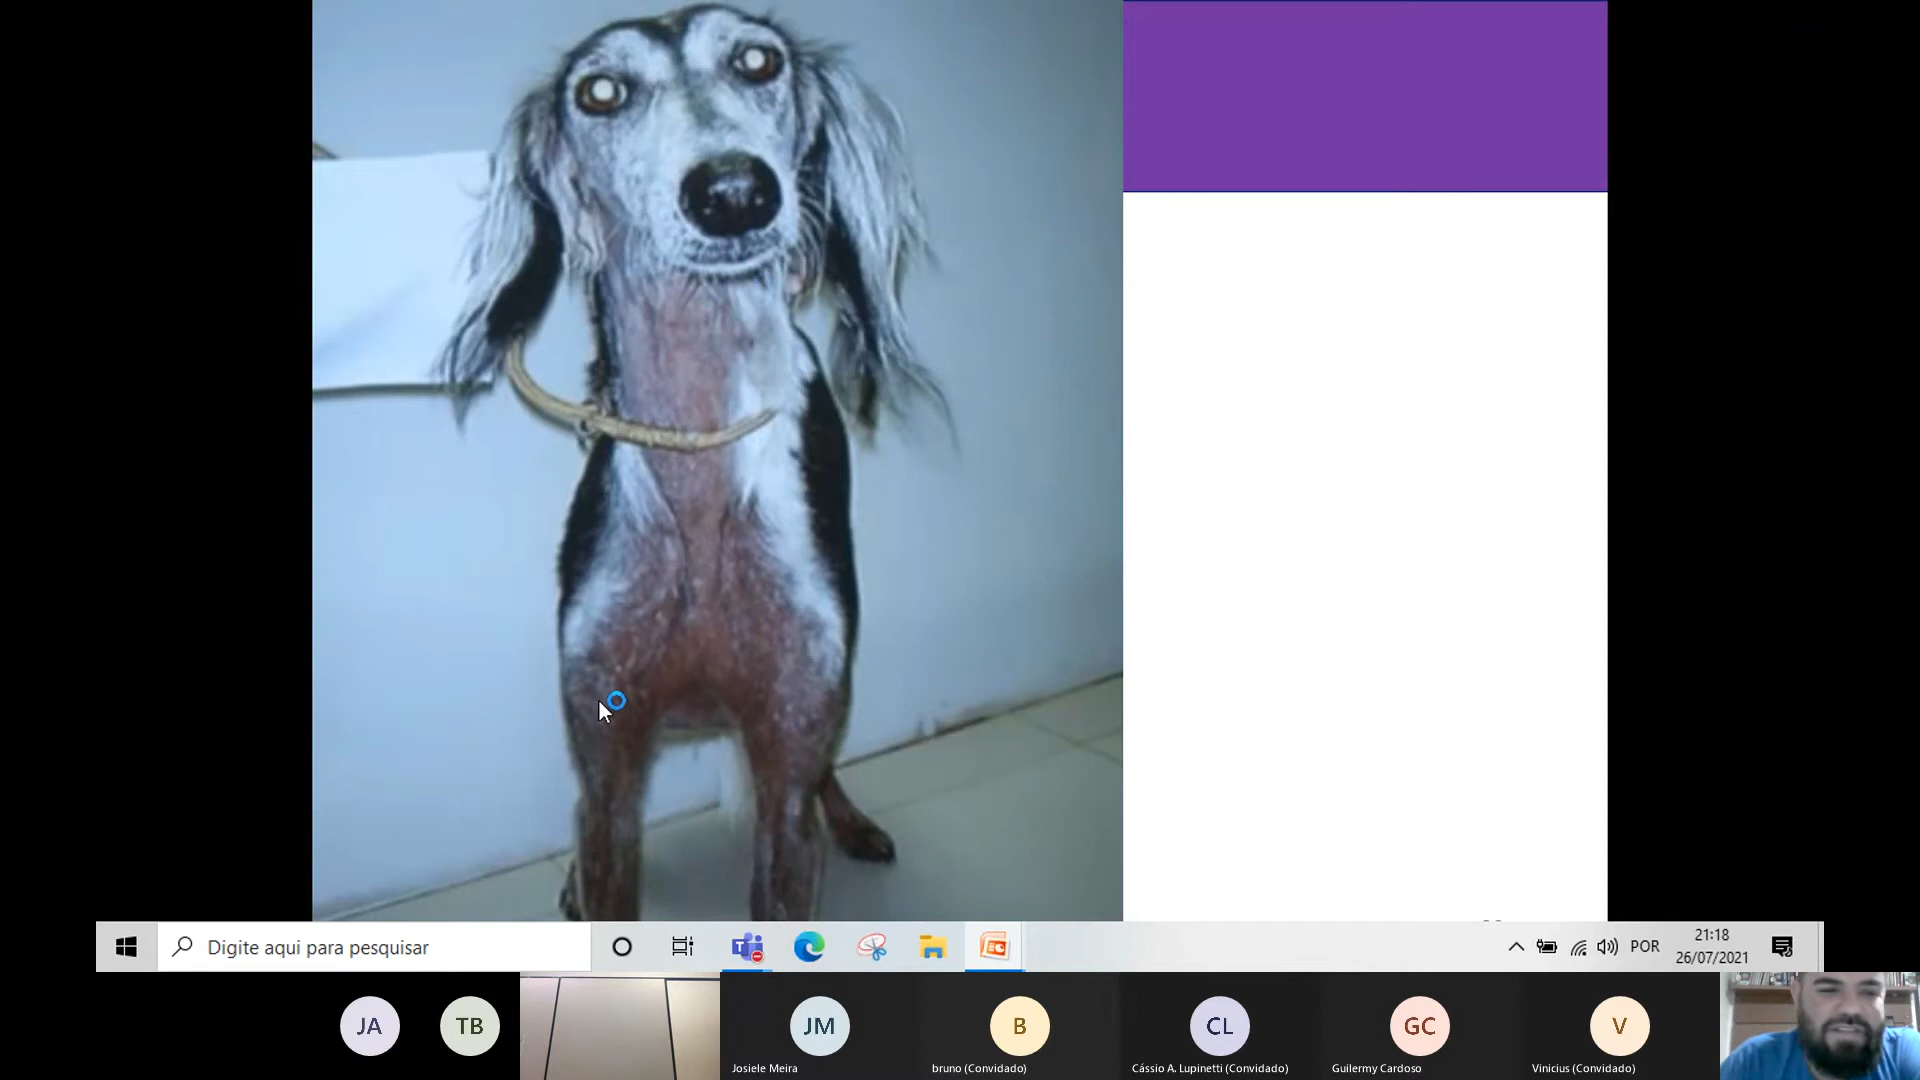 Digite aqui para pesquisar
POR
21:18
26/07/2021
JA
TB
JM
Josiele Meira
B
bruno (Convidado)
CL
Cássio A. Lupinetti (Convidado)
GC
Guilermy Cardoso
V
Vinicius (Convidado)